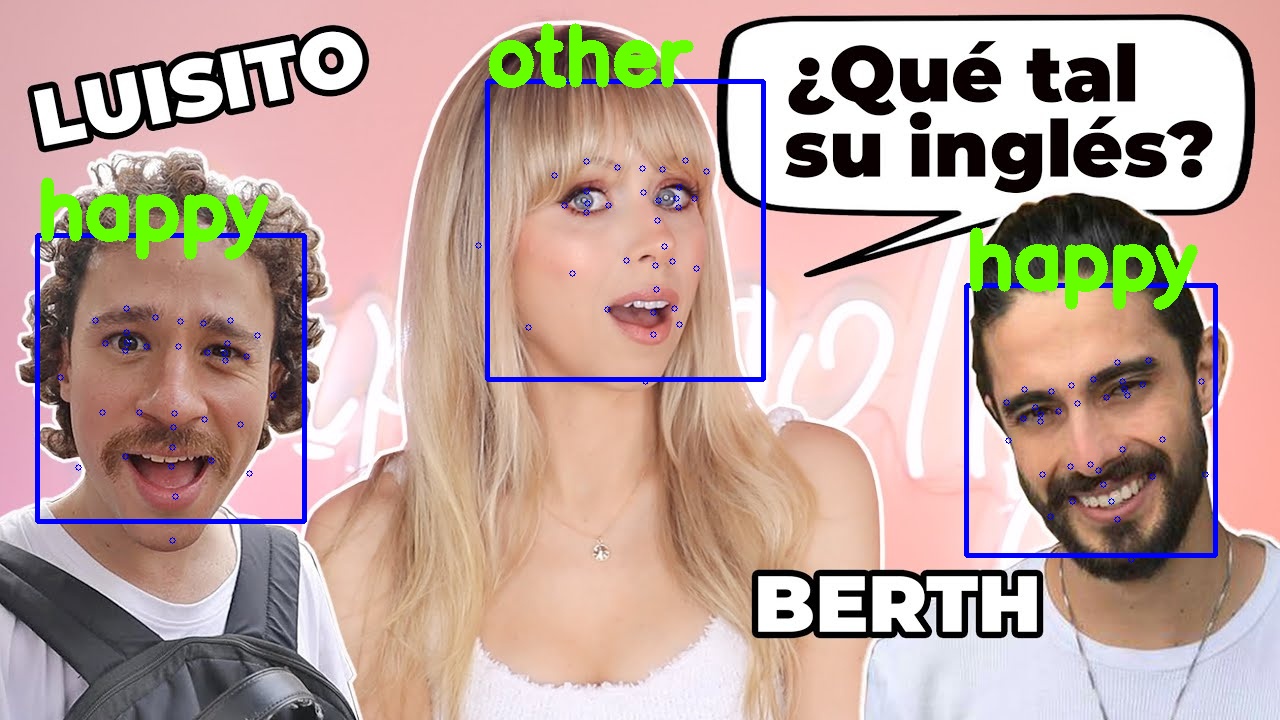 LUISITO
other
¿Qué tal
su inglés?
happy
happy
BERTH